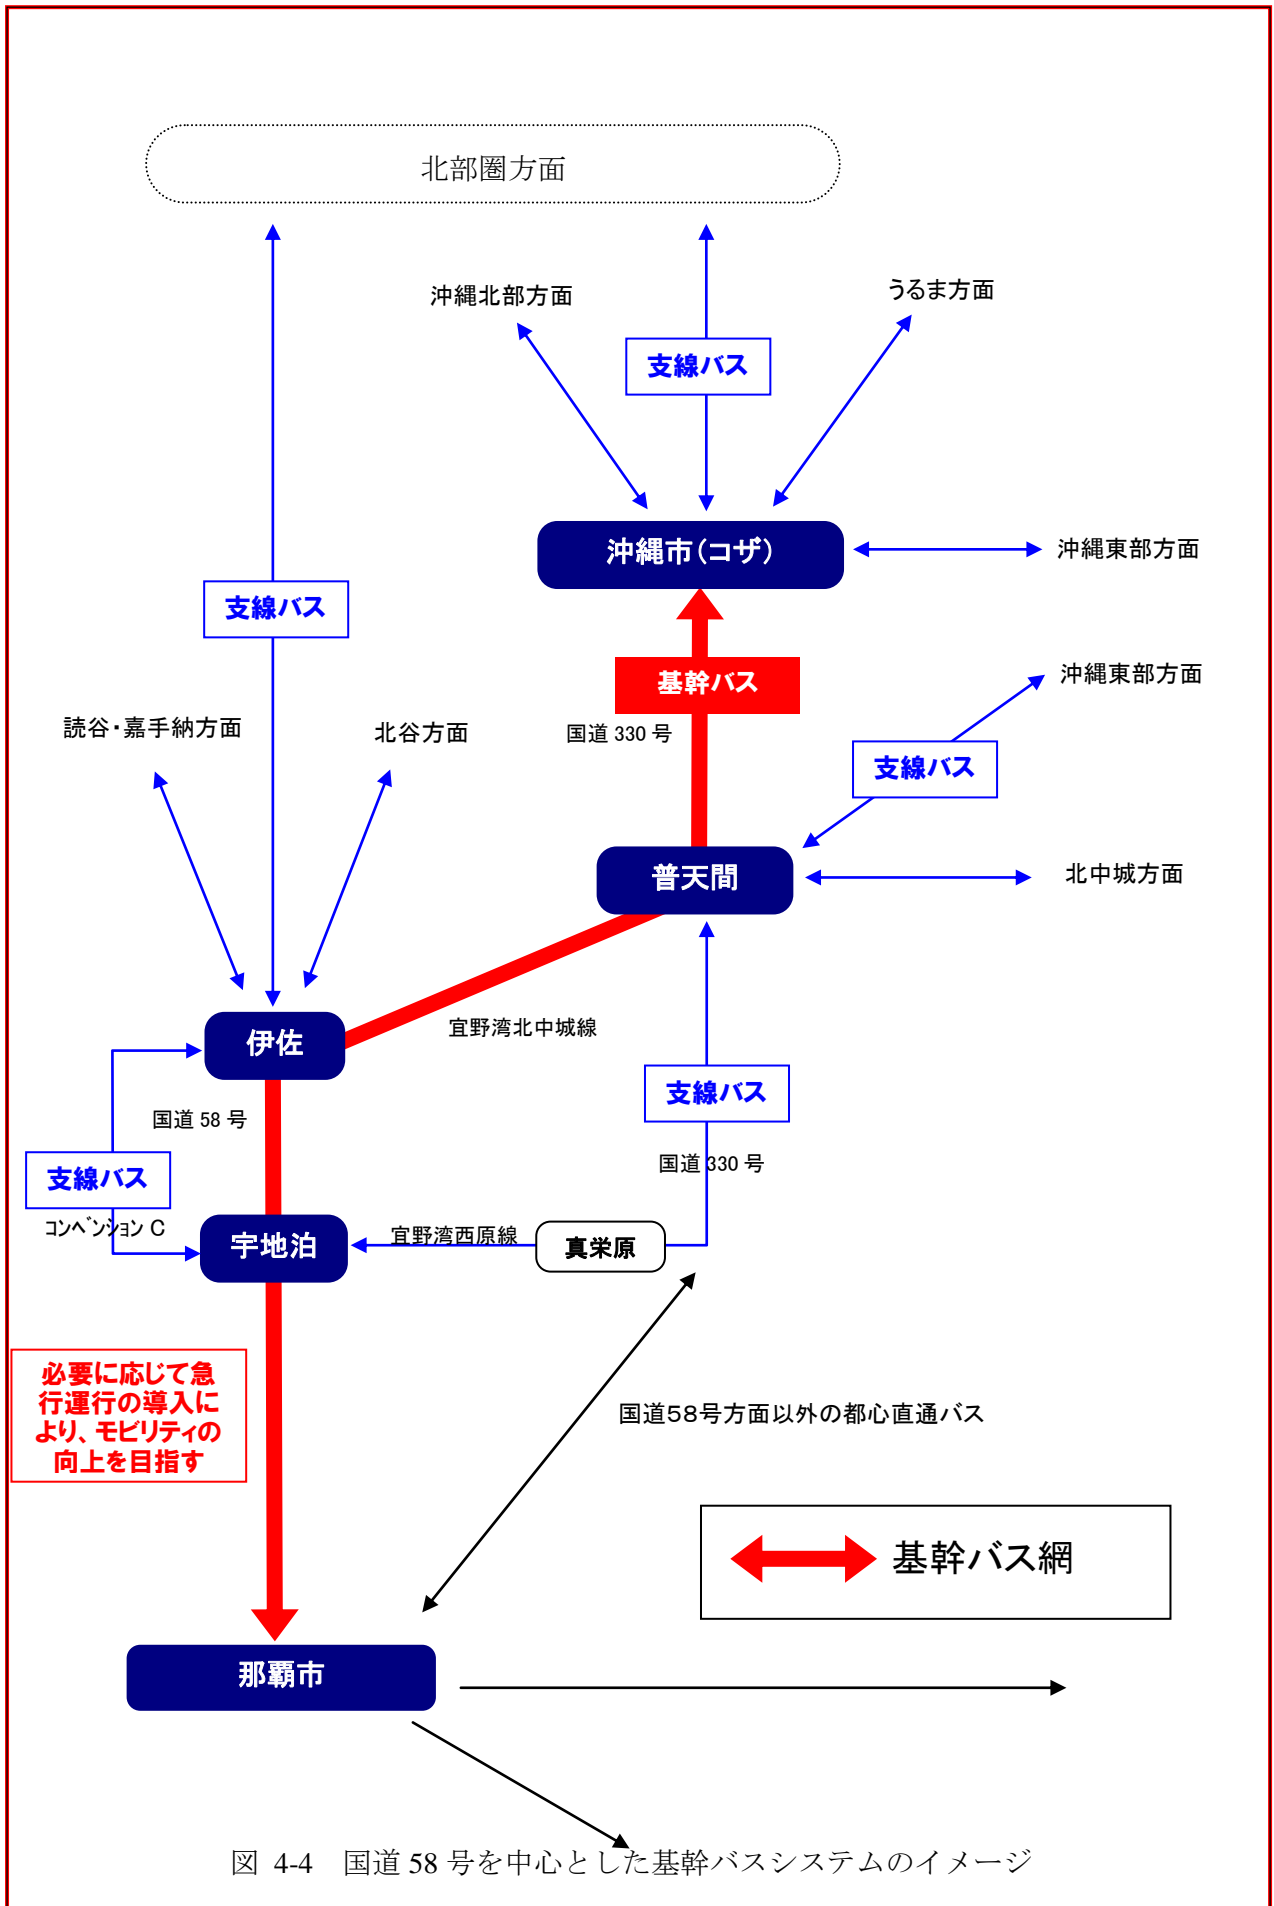 北部圏方面
沖縄北部方面
うるま方面
支線バス
沖縄市（コザ）
沖縄東部方面
支線バス
基幹バス
沖縄東部方面
読谷・嘉手納方面
北谷方面
国道 330 号
支線バス
普天間
北中城方面
伊佐
宜野湾北中城線
支線バス
国道 58 号
国道 330 号
支線バス
コンベンション C
宇地泊
宜野湾西原線
真栄原
必要に応じて急
行運行の導入に
より、モビリティの
向上を目指す
国道５８号方面以外の都心直通バス
基幹バス網
那覇市
図 4-4　国道 58 号を中心とした基幹バスシステムのイメージ